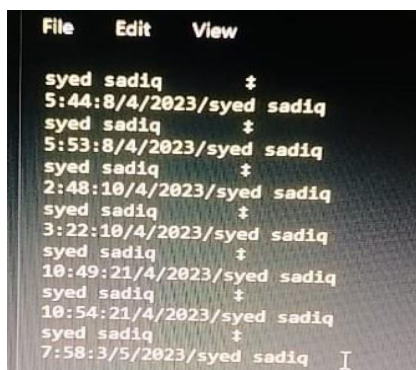 File Edit View
syed sadiq ‡
5:44:8/4/2023/syed sadiq
syed sadiq ‡
5:53:8/4/2023/syed sadiq
syed sadiq ‡
2:48:10/4/2023/syed sadiq
syed sadiq ‡
3:22:10/4/2023/syed sadiq
syed sadiq ‡
10:49:21/4/2023/syed sadiq
syed sadiq ‡
10:54:21/4/2023/syed sadiq
syed sadiq ‡
7:58:3/5/2023/syed sadiq